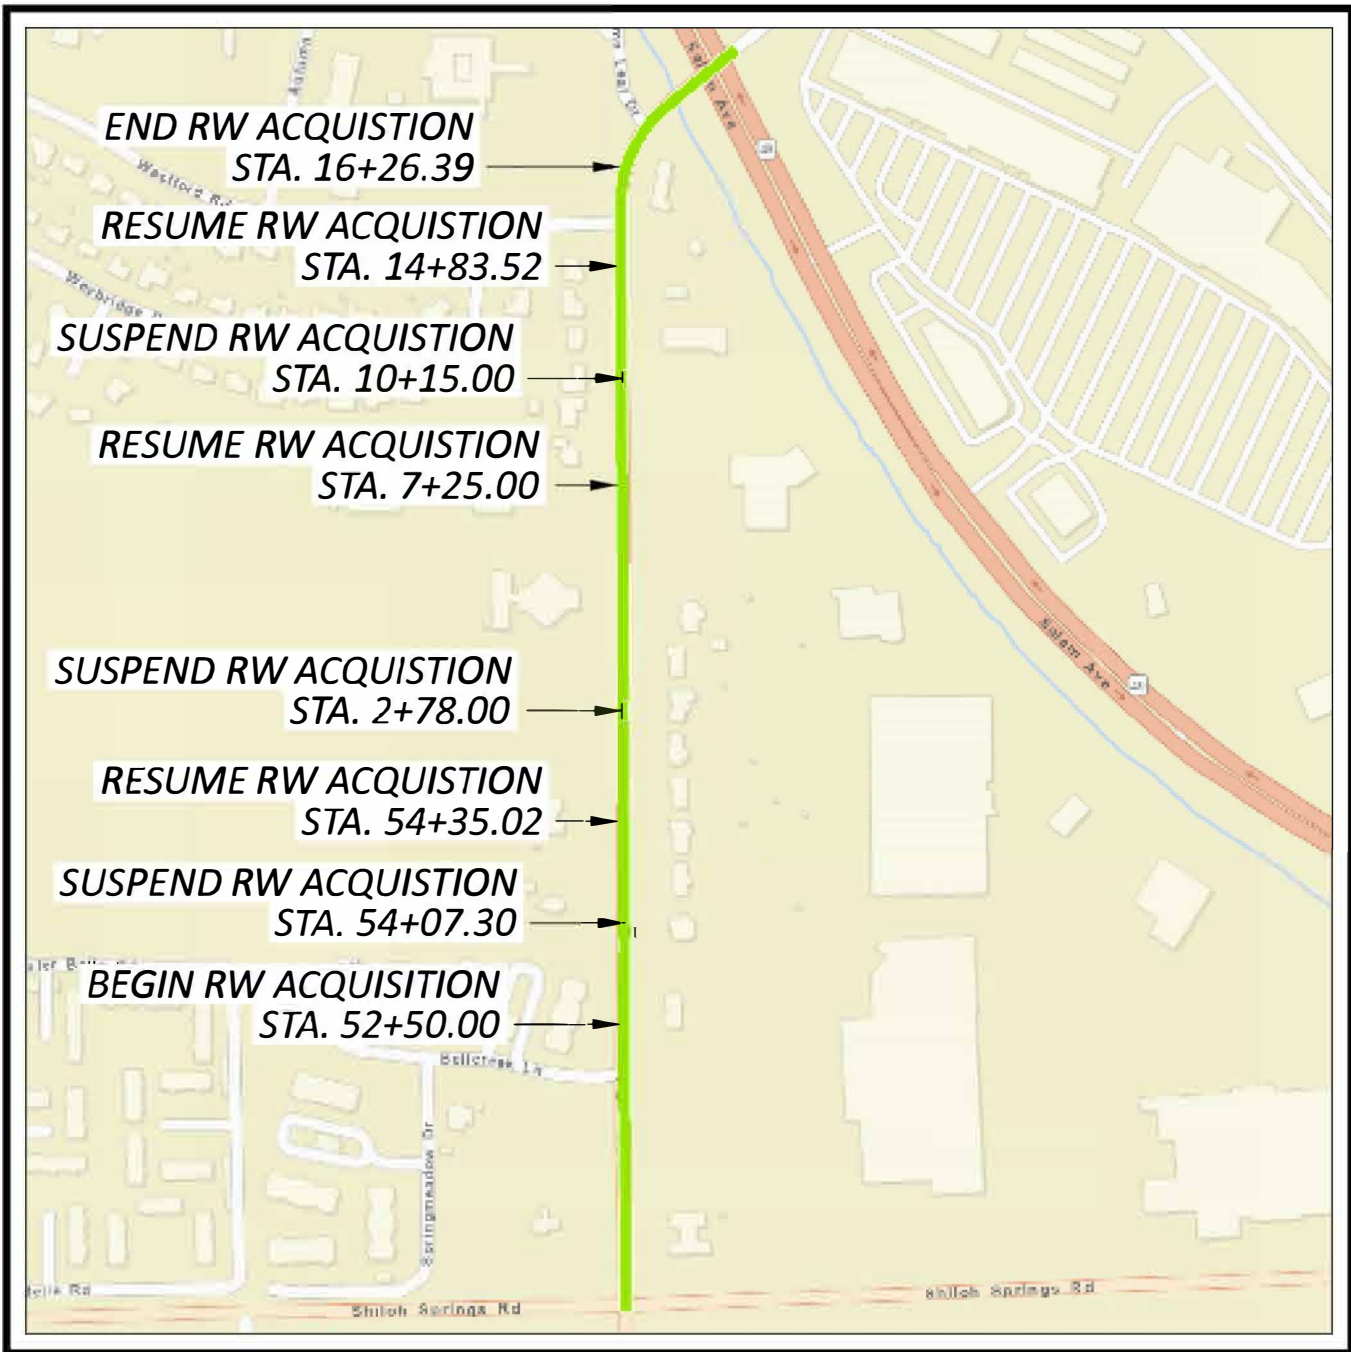 END RW ACQUISTION
STA. 16+26.39
RESUME RW ACQUISTION
STA. 14+83.52
SUSPEND RW ACQUISTION
STA. 10+15.00
RESUME RW ACQUISTION
STA. 7+25.00
SUSPEND RW ACQUISTION
STA. 2+78.00
RESUME RW ACQUISTION
STA. 54+35.02
SUSPEND RW ACQUISTION
STA. 54+07.30
BEGIN RW ACQUISITION
STA. 52+50.00
Leaf Dr
Ave
Salem Ave
Springmeadow Dr
Shiloh Springs Rd
Shiloh Springs Rd